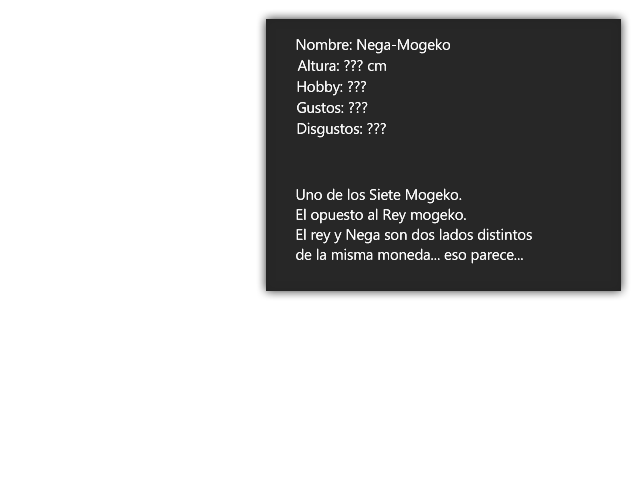 Nombre: Nega-Mogeko
Altura: ??? cm
Hobby: ???
Gustos: ???
Disgustos: ???
Uno de los Siete Mogeko.
El opuesto al Rey mogeko.
El rey y Nega son dos lados distintos
de la misma moneda... eso parece...